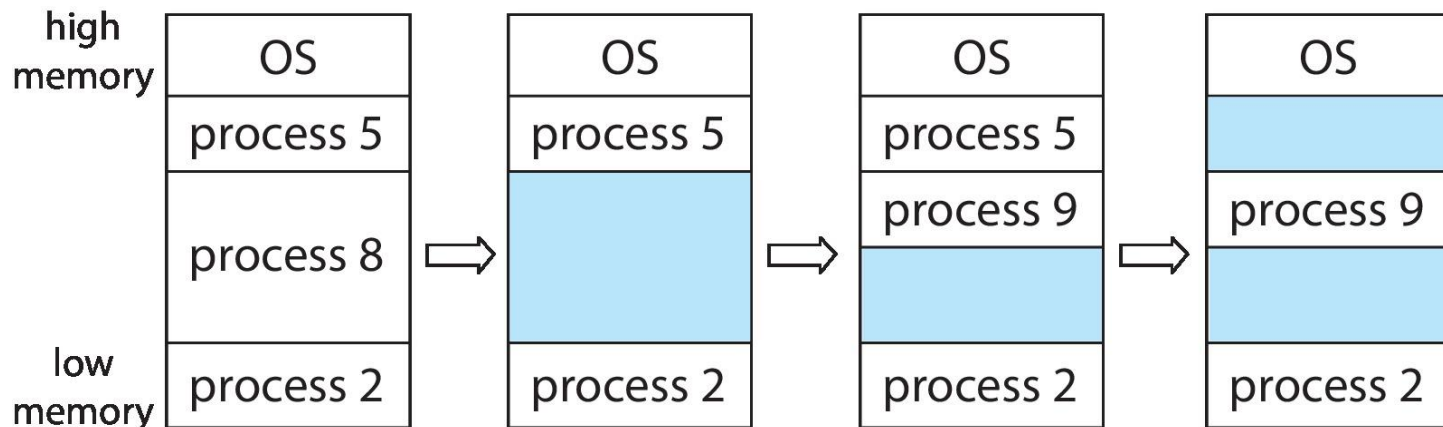 high
memory
OS
process 5
process 8
process 2
low
memory
OS
process 5
process 2
OS
process 5
process 9
process 2
OS
process 9
process 2